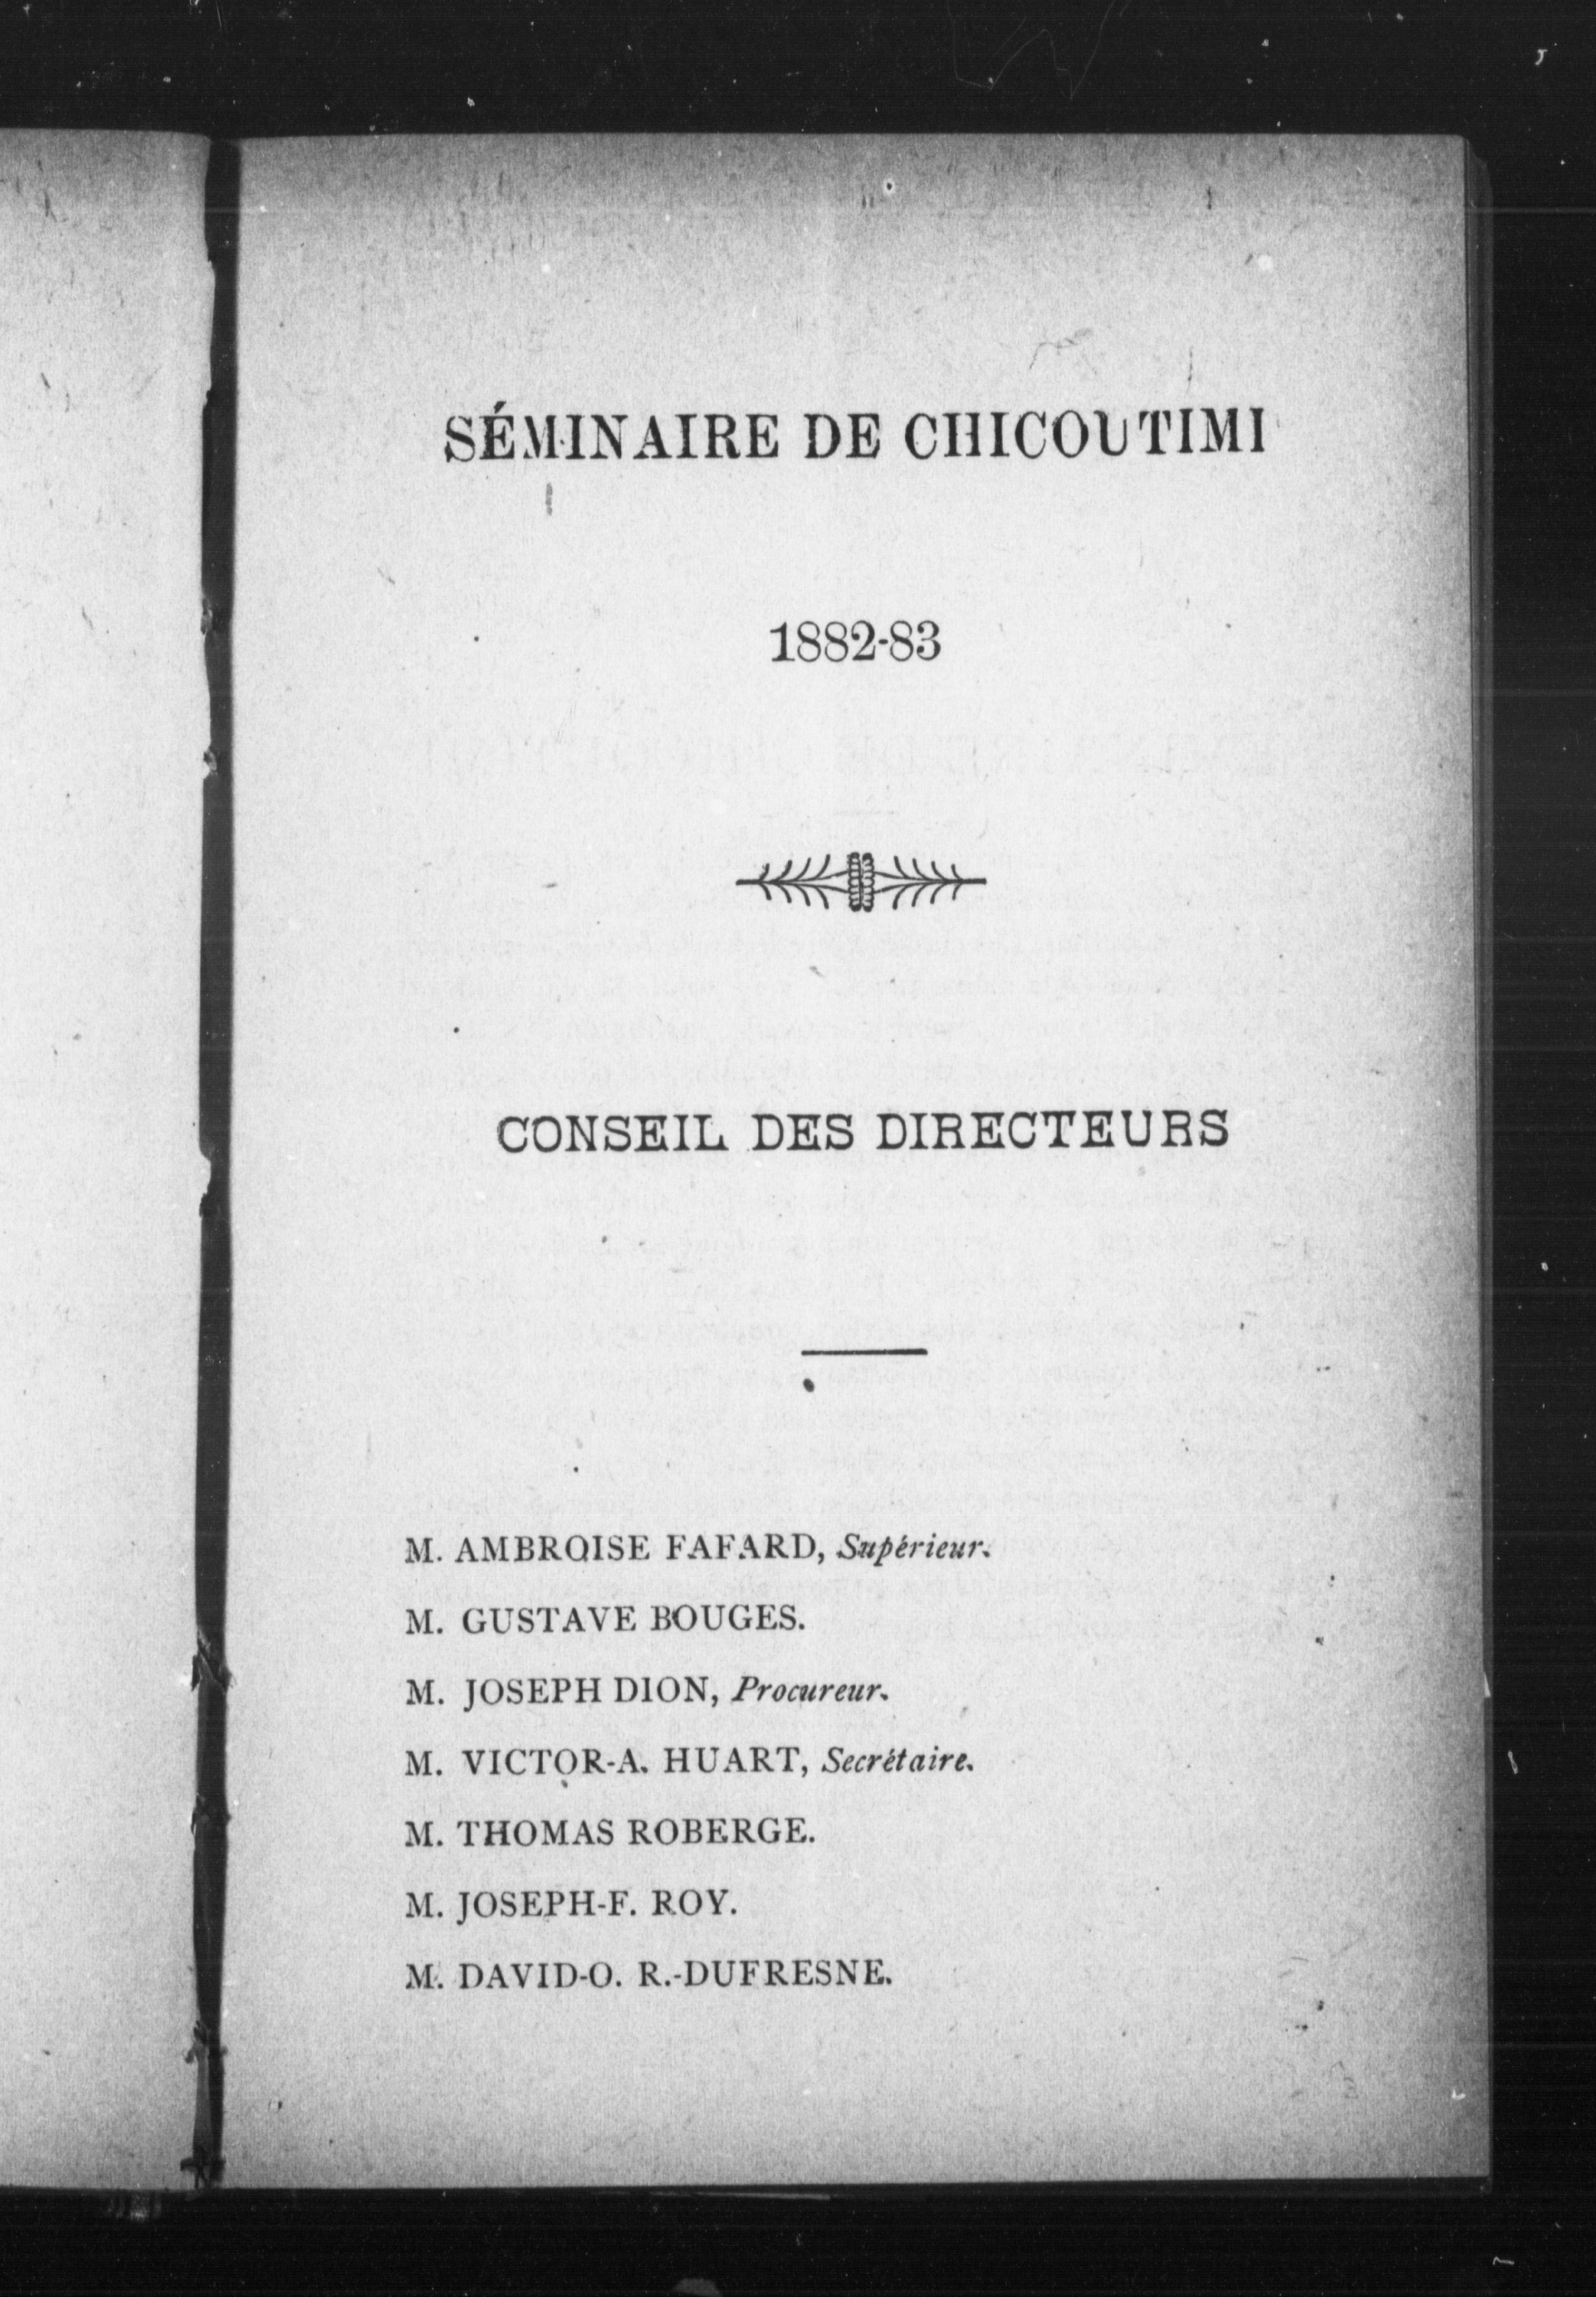 SÉMINAIRE DE CHICOUTIMI
1882-83
CONSEIL DES DIRECTEURS
M. AMBROISE FAFARD, Supérieur.
M. GUSTAVE BOUGES.
M. JOSEPH DION, Procureur.
M. VICTOR-A. HUART, Secrétaire.
M. THOMAS ROBERGE.
M. JOSEPH-F. ROY.
M. DAVID-O. R.-DUFRESNE.